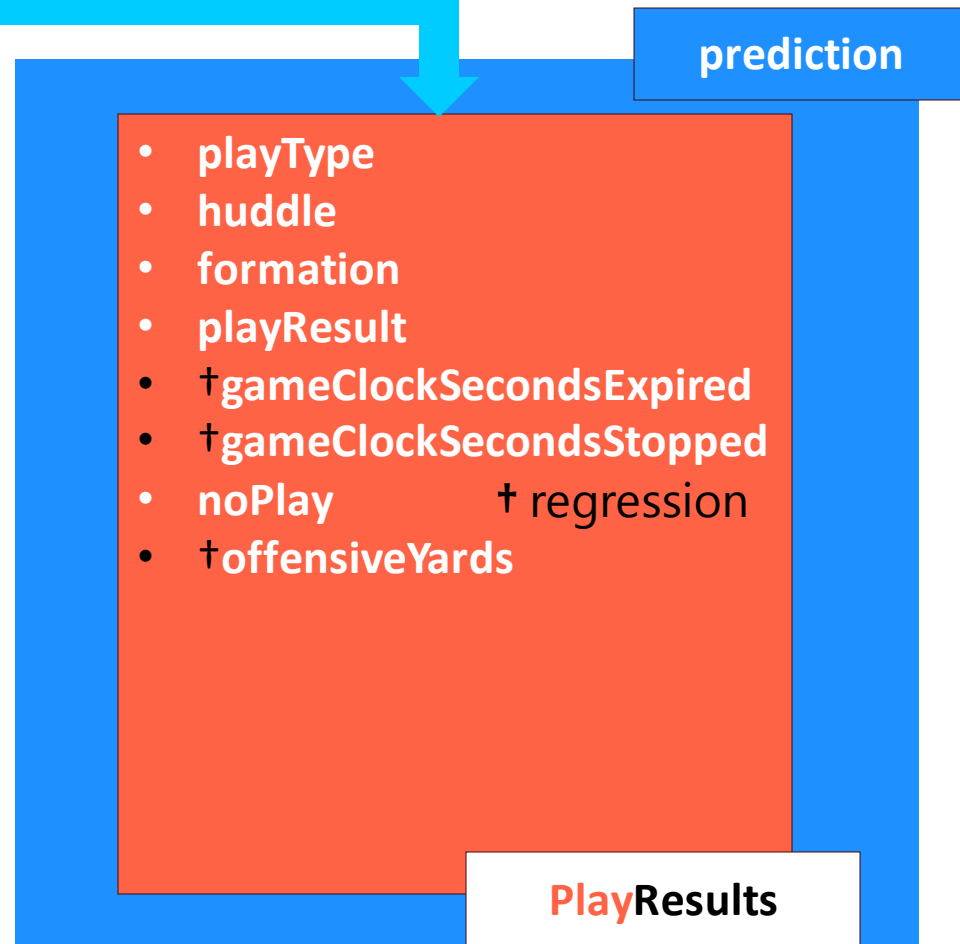 prediction
• playType
• huddle
• formation
• playResult
• †gameClockSecondsExpired
• †gameClockSecondsStopped
• noPlay † regression
• †offensiveYards
PlayResults